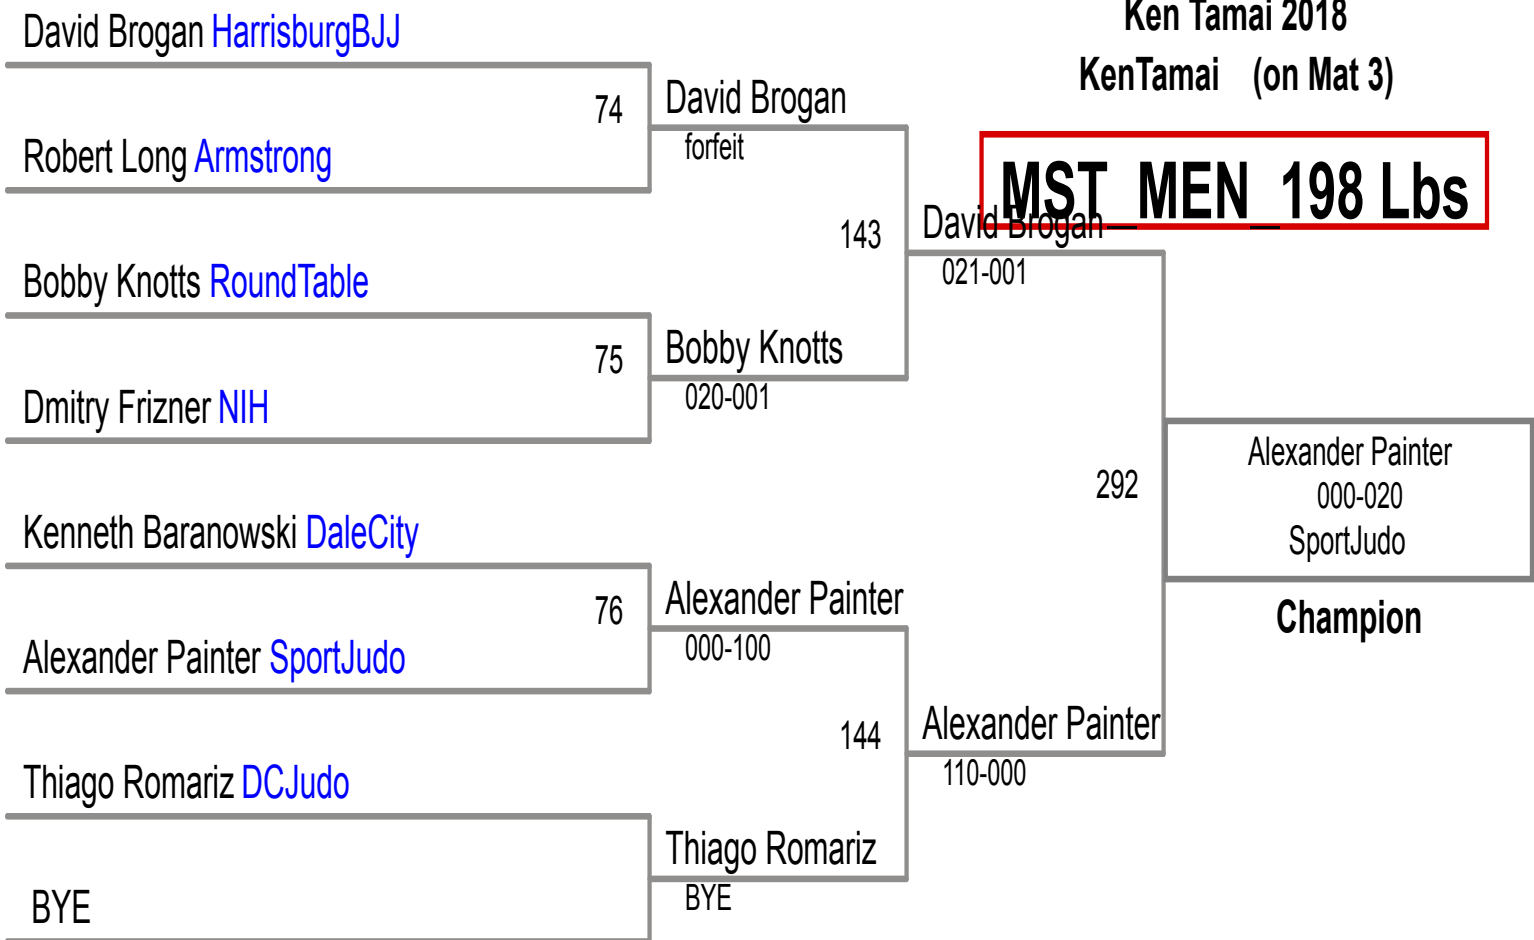 Ken Tamai 2018
KenTamai (on Mat 3)
MST_MEN_198 Lbs
David Brogan HarrisburgBJJ
74
Robert Long Armstrong
David Brogan
forfeit
Bobby Knotts RoundTable
75
Dmitry Frizner NIH
Bobby Knotts
020-001
143
David Brogan
021-001
Kenneth Baranowski DaleCity
76
Alexander Painter SportJudo
Alexander Painter
000-100
Thiago Romariz DCJudo
BYE
Thiago Romariz
BYE
144
Alexander Painter
110-000
292
Alexander Painter
000-020
SportJudo
Champion